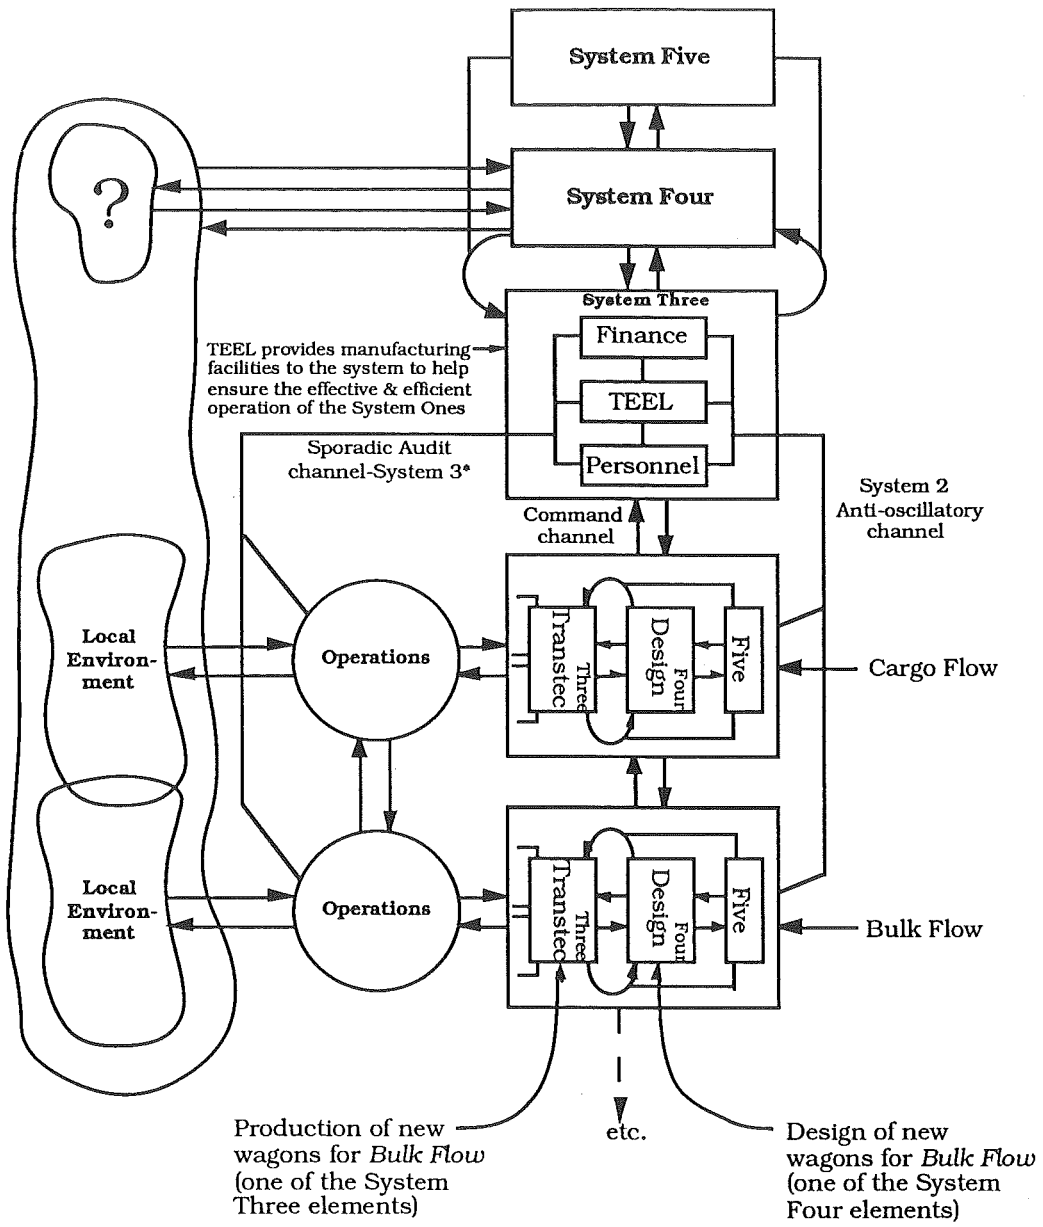 System Five
?
System Four
System Three
Finance
TEEL provides manufacturing
facilities to the system to help
ensure the effective & efficient
operation of the System Ones
TEEL
Sporadic Audit
channel-System 3*
Personnel
System 2
Anti-oscillatory
channel
Command
channel
Local
Environ-
ment
Operations
Transtec
Three
Design
Four
Five
Cargo Flow
Local
Environ-
ment
Operations
Transtec
Three
Design
Four
Five
Bulk Flow
etc.
Production of new
wagons for Bulk Flow
(one of the System
Three elements)
Design of new
wagons for Bulk Flow
(one of the System
Four elements)